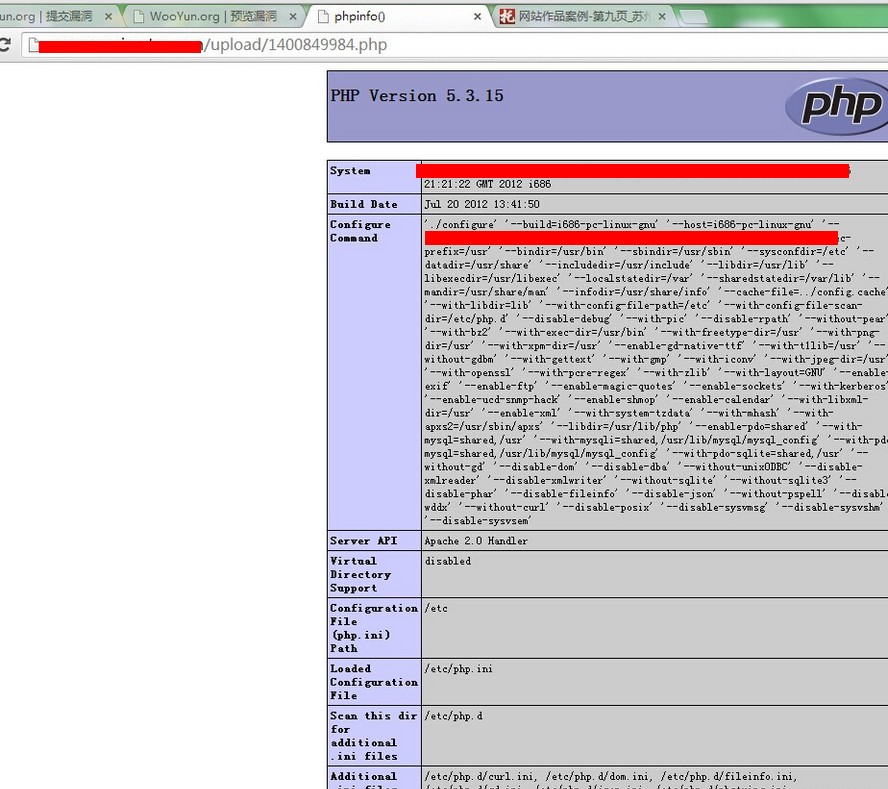 un.org | 提交漏洞 ×
WooYun.org | 预览漏洞 ×
phpinfo() ×
网站作品案例-第九页_苏州 ×
/upload/1400849984.php
PHP Version 5.3.15
php
System
21:21:22 GMT 2012 i686
Build Date
Jul 20 2012 13:41:50
Configure
Command
'./configure' '--build=i686-pc-linux-gnu' '--host=i686-pc-linux-gnu' '--
prefix=/usr' '--bindir=/usr/bin' '--sbindir=/usr/sbin' '--sysconfdir=/etc' '--
datadir=/usr/share' '--includedir=/usr/include' '--libdir=/usr/lib' '--
libexecdir=/usr/libexec' '--localstatedir=/var' '--sharedstatedir=/var/lib' '--
mandir=/usr/share/man' '--infodir=/usr/share/info' '--cache-file=../config.cache'
'--with-libdir=lib' '--with-config-file-path=/etc' '--with-config-file-scan-
dir=/etc/php.d' '--disable-debug' '--with-pic' '--disable-rpath' '--without-pear'
'--with-bz2' '--with-exec-dir=/usr/bin' '--with-freetype-dir=/usr' '--with-png-
dir=/usr' '--with-xpm-dir=/usr' '--enable-gd-native-ttf' '--with-t1lib=/usr' '--
without-gdbm' '--with-gettext' '--with-gmp' '--with-iconv' '--with-jpeg-dir=/usr'
'--with-openssl' '--with-pcre-regex' '--with-zlib' '--with-layout=GNU' '--enable-
exif' '--enable-ftp' '--enable-magic-quotes' '--enable-sockets' '--with-kerberos'
'--enable-ucd-snmp-hack' '--enable-shmop' '--enable-calendar' '--with-libxml-
dir=/usr' '--enable-xml' '--with-system-tzdata' '--with-mhash' '--with-
apxs2=/usr/sbin/apxs' '--libdir=/usr/lib/php' '--enable-pdo=shared' '--with-
mysql=shared,/usr' '--with-mysqli=shared,/usr/lib/mysql/mysql_config' '--with-pdo
mysql=shared,/usr/lib/mysql/mysql_config' '--with-pdo-sqlite=shared,/usr' '--
without-gd' '--disable-dom' '--disable-dba' '--without-unixODBC' '--disable-
xmlreader' '--disable-xmlwriter' '--without-sqlite' '--without-sqlite3' '--
disable-phar' '--disable-fileinfo' '--disable-json' '--without-pspell' '--disable
wddx' '--without-curl' '--disable-posix' '--disable-sysvmsg' '--disable-sysvshm'
'--disable-sysvsem'
Server API
Apache 2.0 Handler
Virtual
Directory
Support
disabled
Configuration
File
(php.ini)
Path
/etc
Loaded
Configuration
File
/etc/php.ini
Scan this dir
for
additional
.ini files
/etc/php.d
Additional
/etc/php.d/curl.ini, /etc/php.d/dom.ini, /etc/php.d/fileinfo.ini,